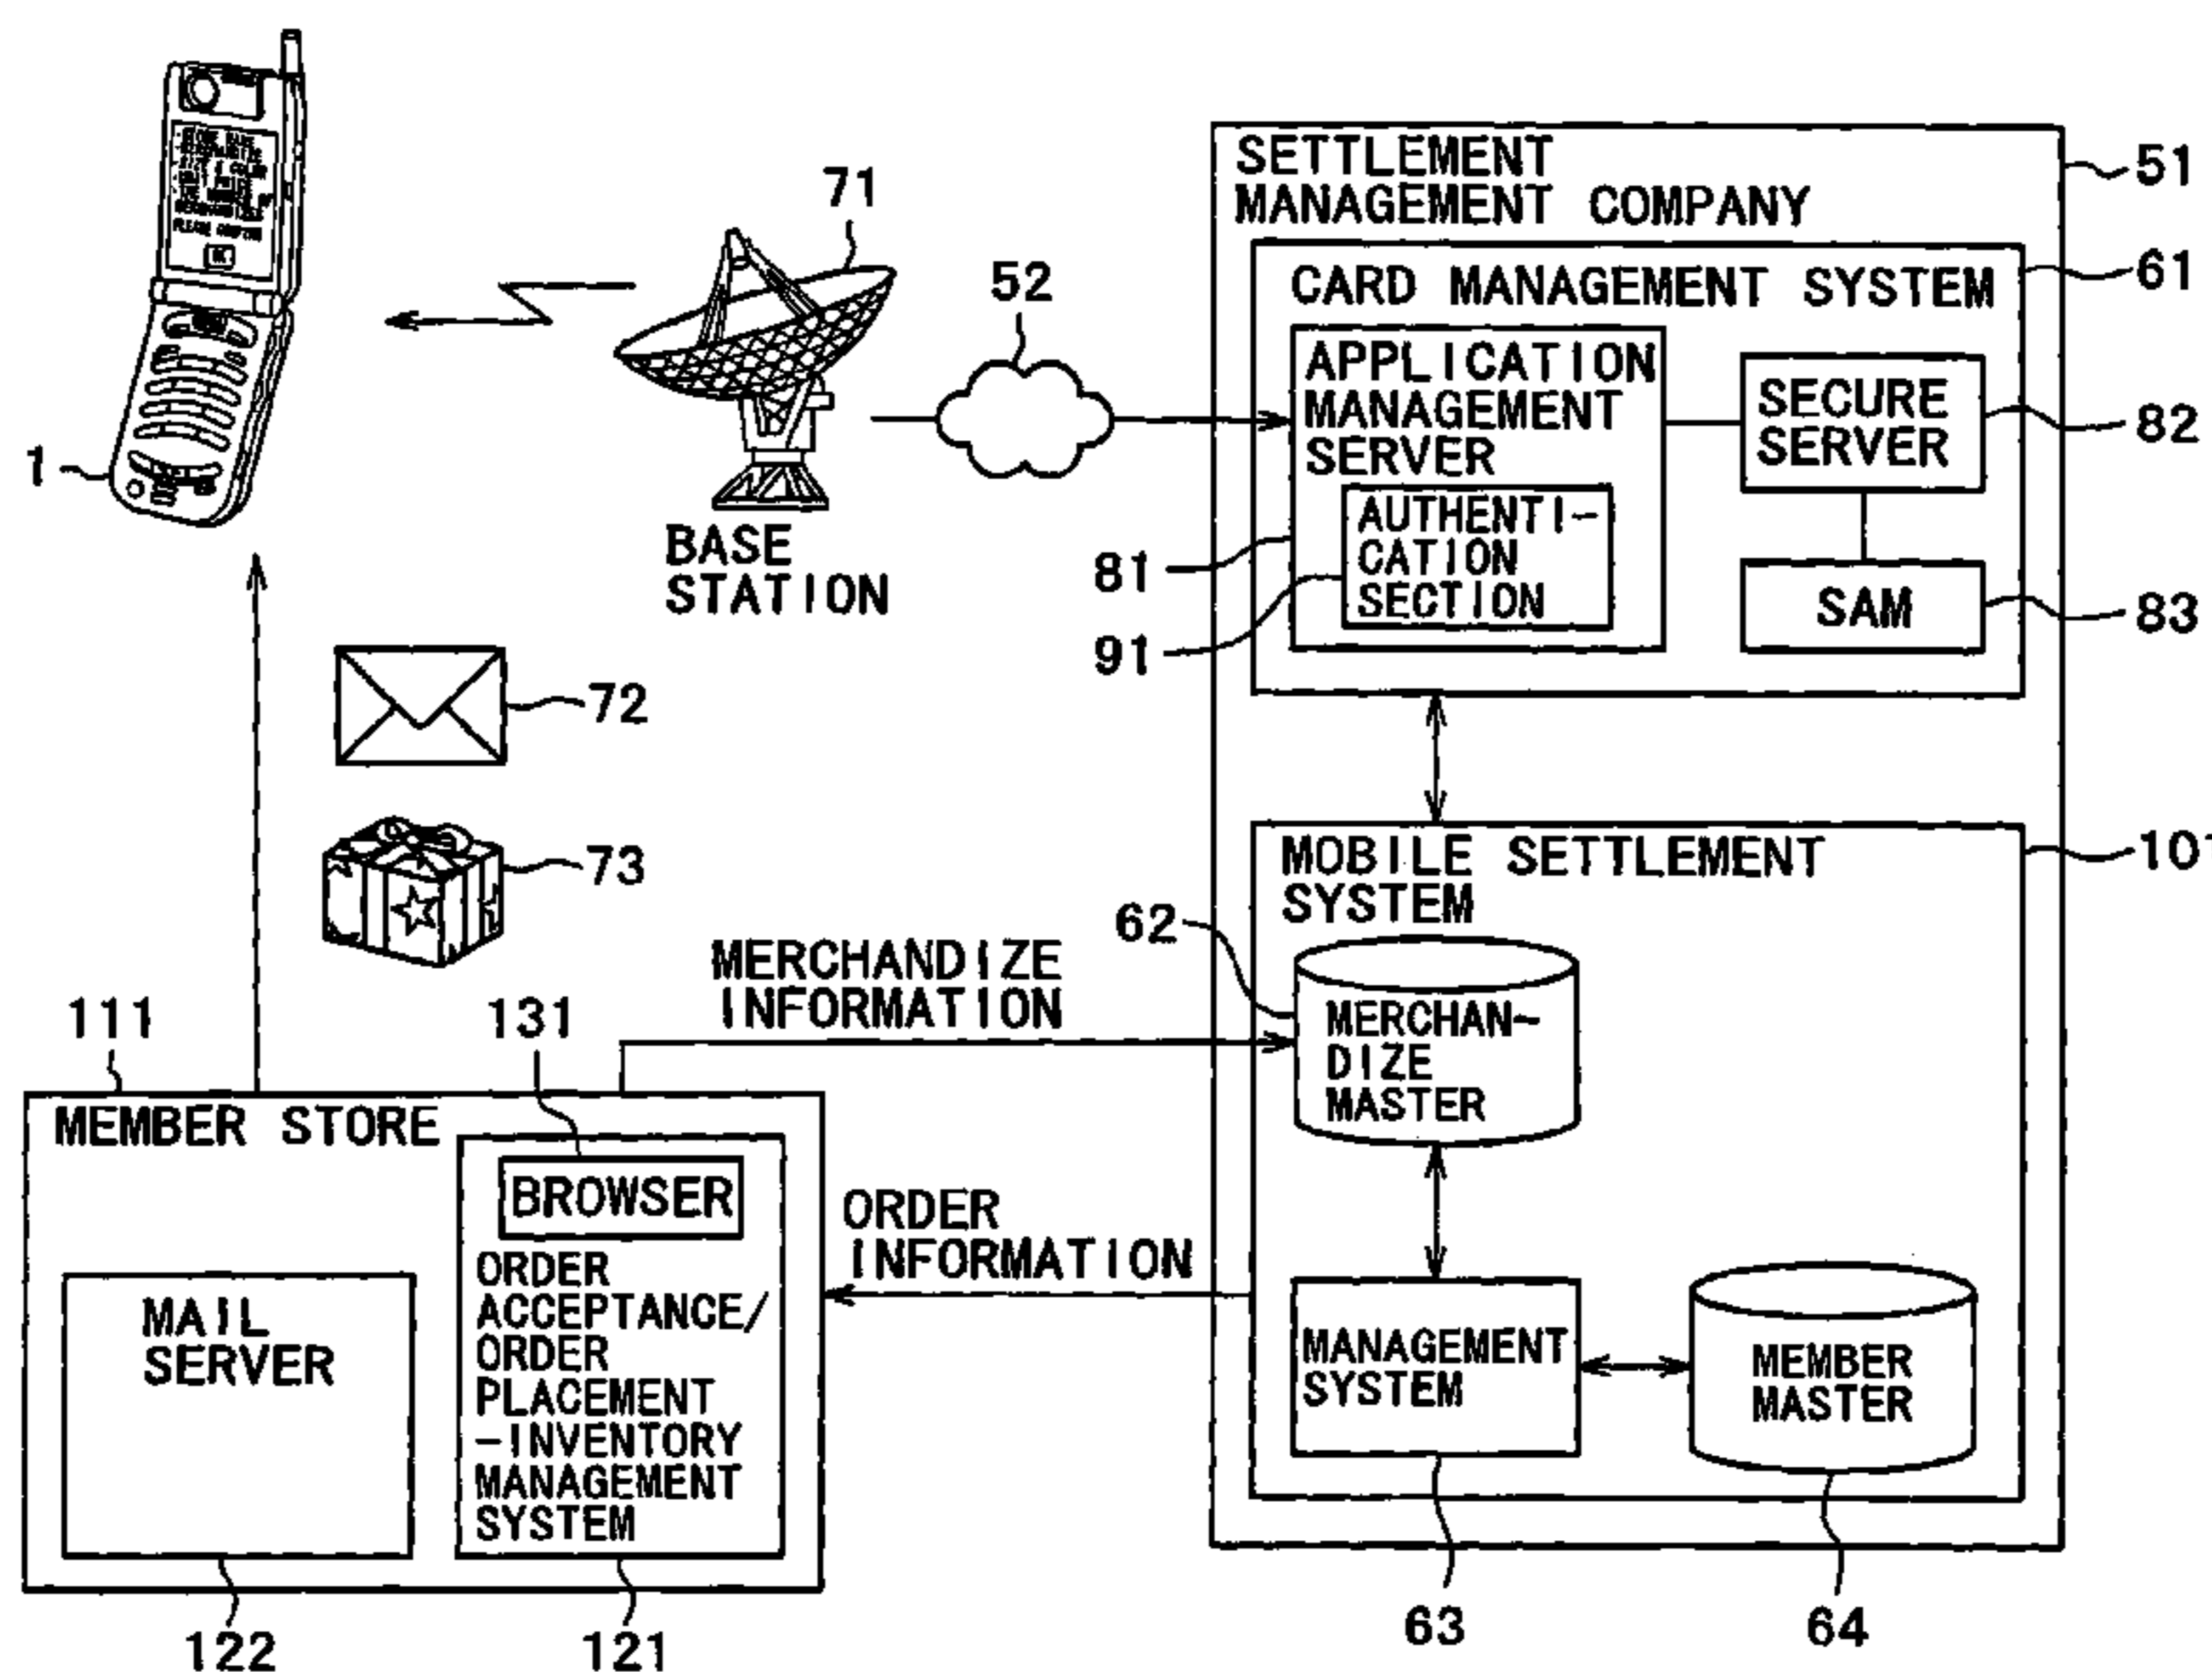 1
71
BASE
STATION
52
SETTLEMENT
MANAGEMENT COMPANY
51
CARD MANAGEMENT SYSTEM
61
APPLICATION
MANAGEMENT
SERVER
81
AUTHENTI-
CATION
SECTION
91
SECURE
SERVER
82
SAM
83
72
73
MOBILE SETTLEMENT
SYSTEM
62
MERCHAN-
DIZE
MASTER
MANAGEMENT
SYSTEM
63
MEMBER
MASTER
64
MERCHANDIZE
INFORMATION
ORDER
INFORMATION
111
131
MEMBER STORE
BROWSER
ORDER
ACCEPTANCE/
ORDER
PLACEMENT
-INVENTORY
MANAGEMENT
SYSTEM
121
MAIL
SERVER
122